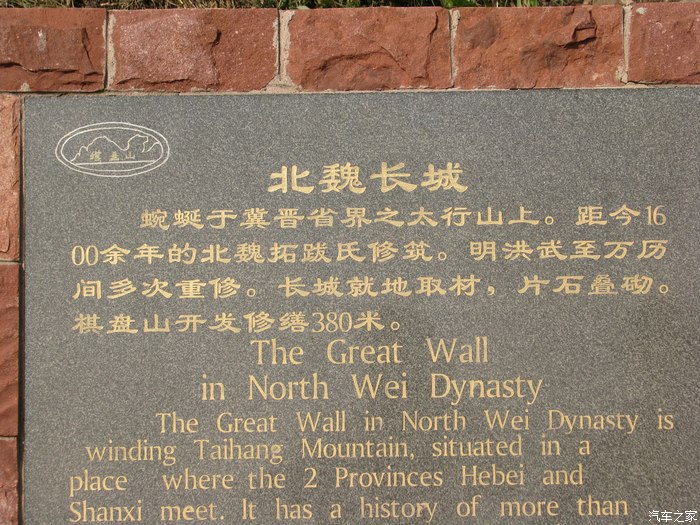 棋盘山
北魏长城
蜿蜒于冀晋省界之太行山上。距今16
00余年的北魏拓跋氏修筑。明洪武至万历
间多次重修。长城就地取材，片石叠砌。
棋盘山开发修缮380米。
The Great Wall
in North Wei Dynasty
The Great Wall in North Wei Dynasty is
winding Taihang Mountain, situated in a
place where the 2 Provinces Hebei and
Shanxi meet. It has a history of more than
汽车之家